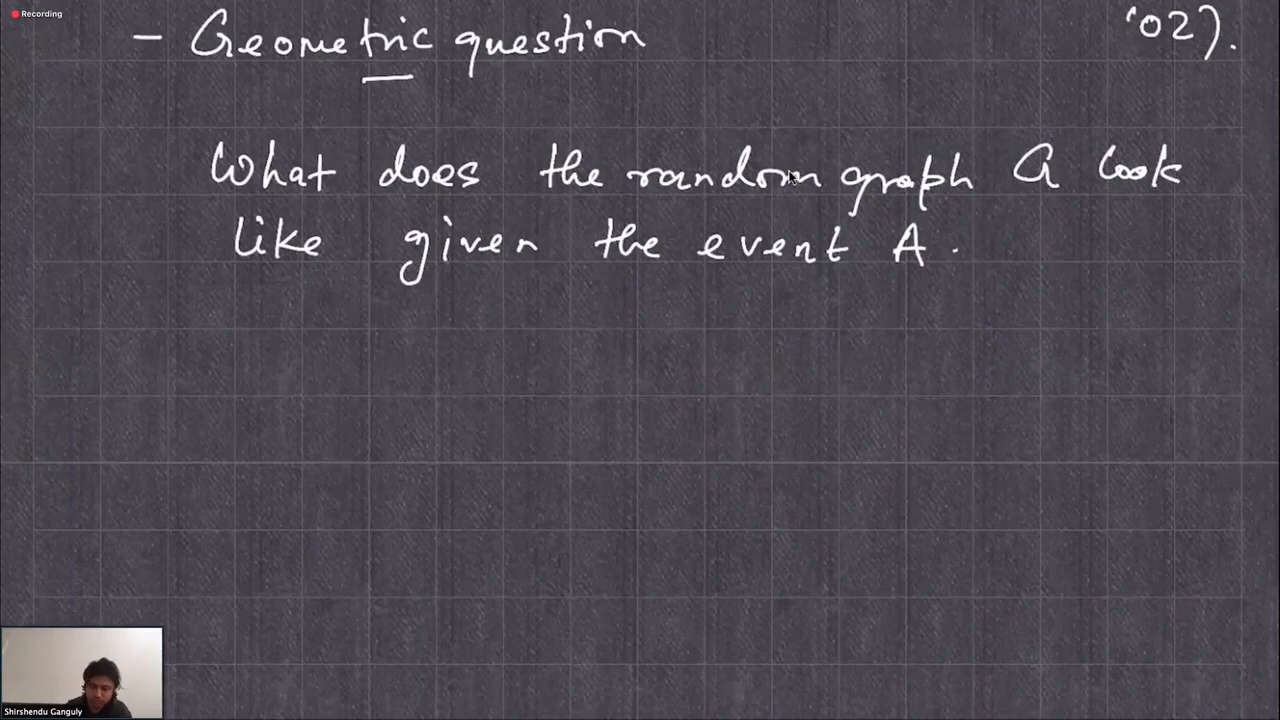 Recording
- Geometric question
'02).
What does the random graph G look
like given the event A.
Shirshendu Ganguly